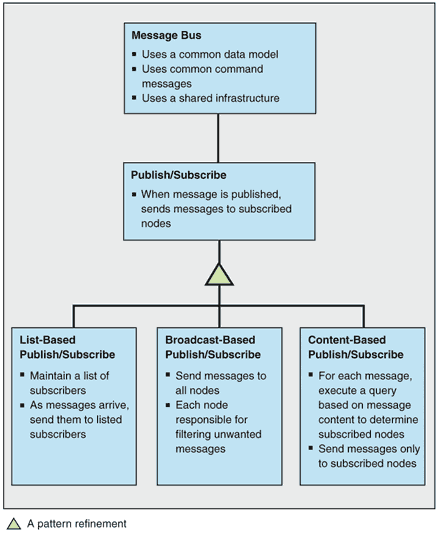 Message Bus
▪ Uses a common data model
▪ Uses common command
messages
▪ Uses a shared infrastructure
Publish/Subscribe
▪ When message is published,
sends messages to subscribed
nodes
List-Based
Publish/Subscribe
▪ Maintain a list of
subscribers
▪ As messages arrive,
send them to listed
subscribers
Broadcast-Based
Publish/Subscribe
▪ Send messages to
all nodes
▪ Each node
responsible for
filtering unwanted
messages
Content-Based
Publish/Subscribe
▪ For each message,
execute a query
based on message
content to determine
subscribed nodes
▪ Send messages only
to subscribed nodes
A pattern refinement